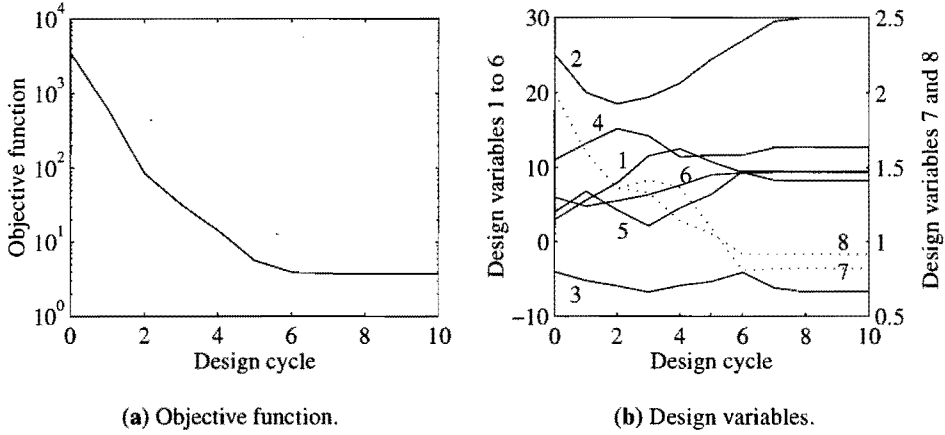 10^4
10^3
10^2
10^1
10^0
Objective function
0 2 4 6 8 10
Design cycle
(a) Objective function.
30
20
10
0
−10
Design variables 1 to 6
2
4
1
6
5
3
8
7
2.5
2
1.5
1
0.5
Design variables 7 and 8
0 2 4 6 8 10
Design cycle
(b) Design variables.